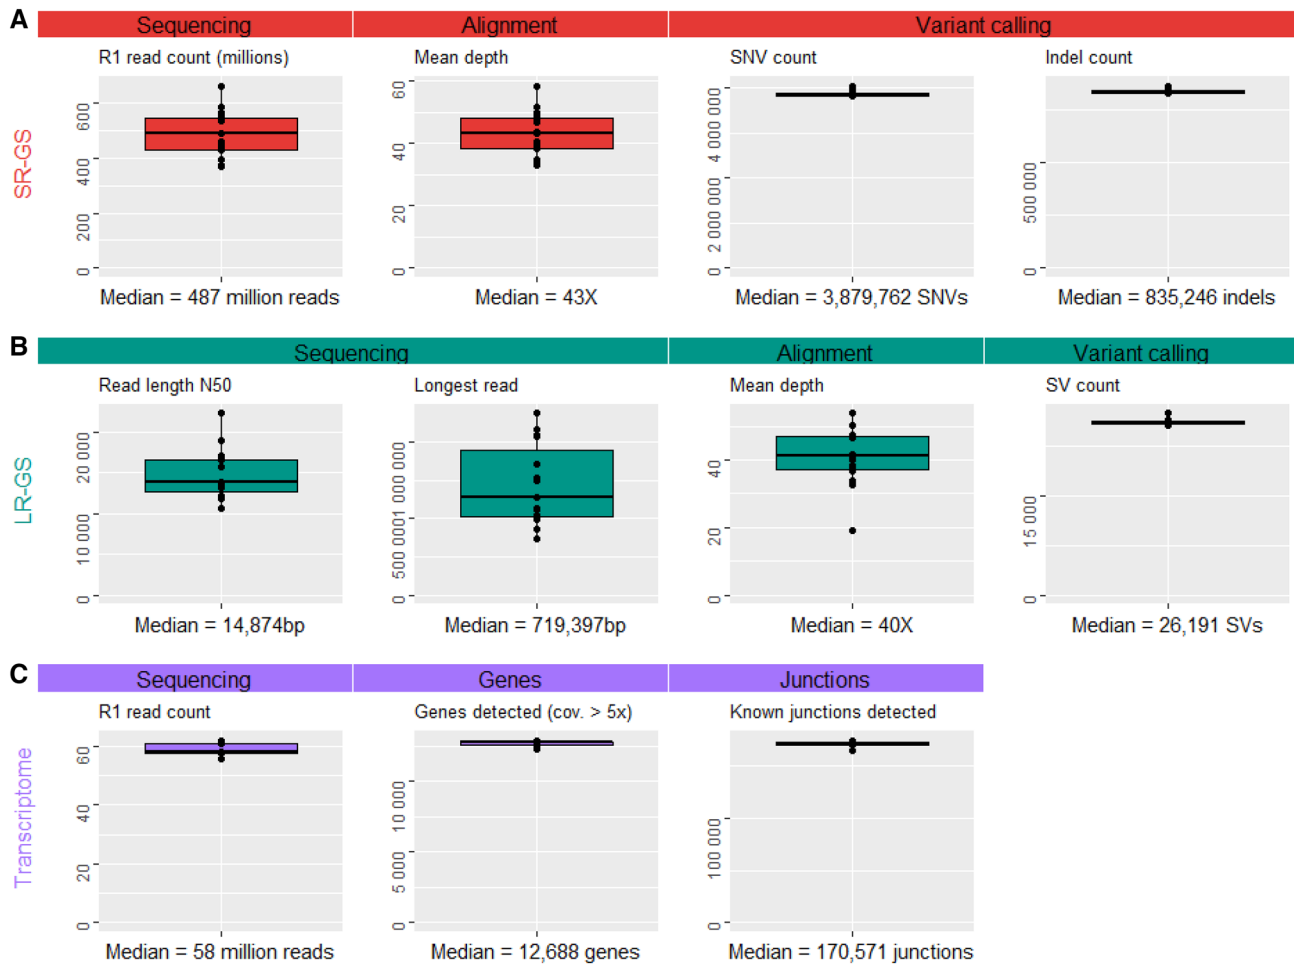 A
Sequencing Alignment Variant calling
R1 read count (millions) Mean depth SNV count Indel count
SR-GS
600
400
200
0
60
40
20
0
4 000 000
2 000 000
0
500 000
0
Median = 487 million reads Median = 43X Median = 3,879,762 SNVs Median = 835,246 indels
B
Sequencing Alignment Variant calling
Read length N50 Longest read Mean depth SV count
LR-GS
20 000
10 000
0
000 000
500 0001
0
40
20
0
15 000
0
Median = 14,874bp Median = 719,397bp Median = 40X Median = 26,191 SVs
C
Sequencing Genes Junctions
R1 read count Genes detected (cov. > 5x) Known junctions detected
Transcriptome
60
40
20
0
10 000
5 000
0
100 000
0
Median = 58 million reads Median = 12,688 genes Median = 170,571 junctions